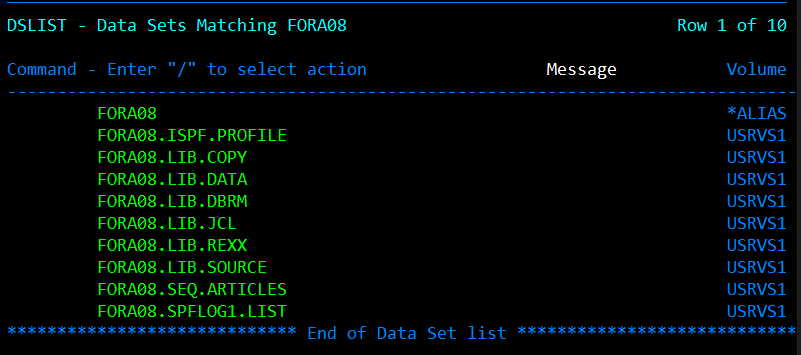 DSLIST - Data Sets Matching FORA08 Row 1 of 10
Command - Enter "/" to select action Message Volume
-------------------------------------------------------------------------------
FORA08 *ALIAS
FORA08.ISPF.PROFILE USRVS1
FORA08.LIB.COPY USRVS1
FORA08.LIB.DATA USRVS1
FORA08.LIB.DBRM USRVS1
FORA08.LIB.JCL USRVS1
FORA08.LIB.REXX USRVS1
FORA08.LIB.SOURCE USRVS1
FORA08.SEQ.ARTICLES USRVS1
FORA08.SPFLOG1.LIST USRVS1
***************************** End of Data Set list ****************************